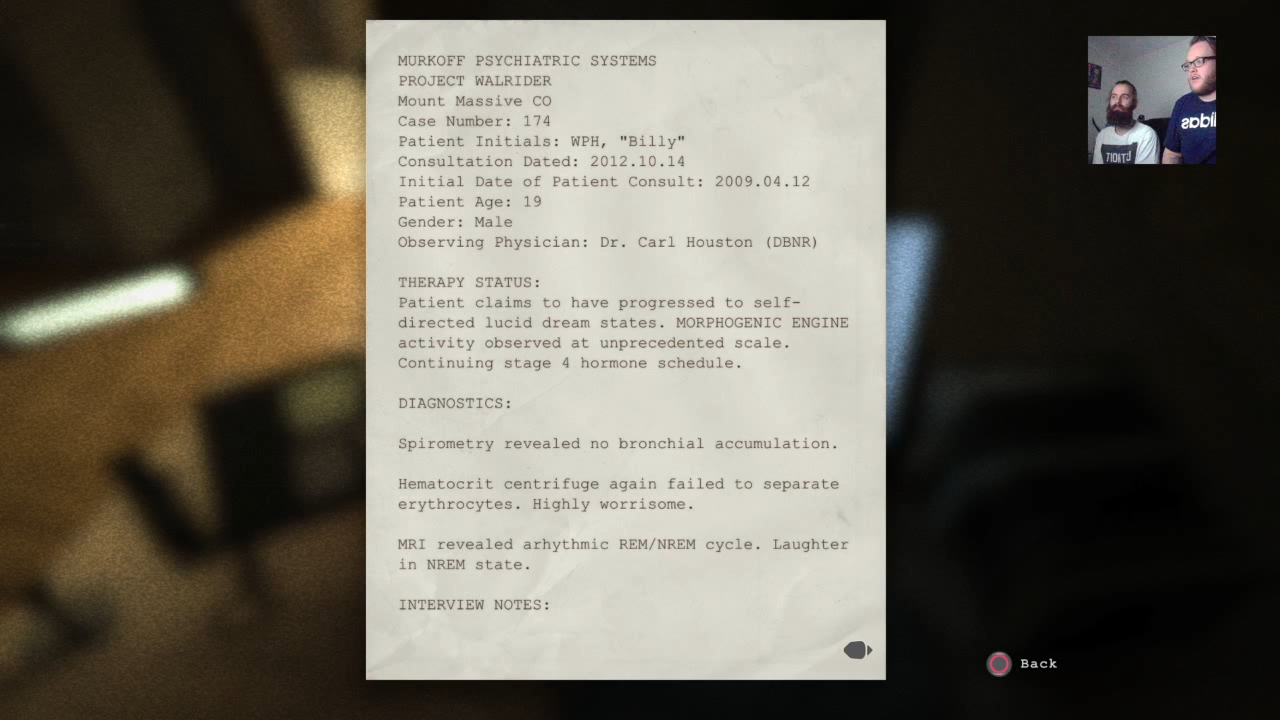 MURKOFF PSYCHIATRIC SYSTEMS
PROJECT WALRIDER
Mount Massive CO
Case Number: 174
Patient Initials: WPH, "Billy"
Consultation Dated: 2012.10.14
Initial Date of Patient Consult: 2009.04.12
Patient Age: 19
Gender: Male
Observing Physician: Dr. Carl Houston (DBNR)
THERAPY STATUS:
Patient claims to have progressed to self-
directed lucid dream states. MORPHOGENIC ENGINE
activity observed at unprecedented scale.
Continuing stage 4 hormone schedule.
DIAGNOSTICS:
Spirometry revealed no bronchial accumulation.
Hematocrit centrifuge again failed to separate
erythrocytes. Highly worrisome.
MRI revealed arhythmic REM/NREM cycle. Laughter
in NREM state.
INTERVIEW NOTES:
Back